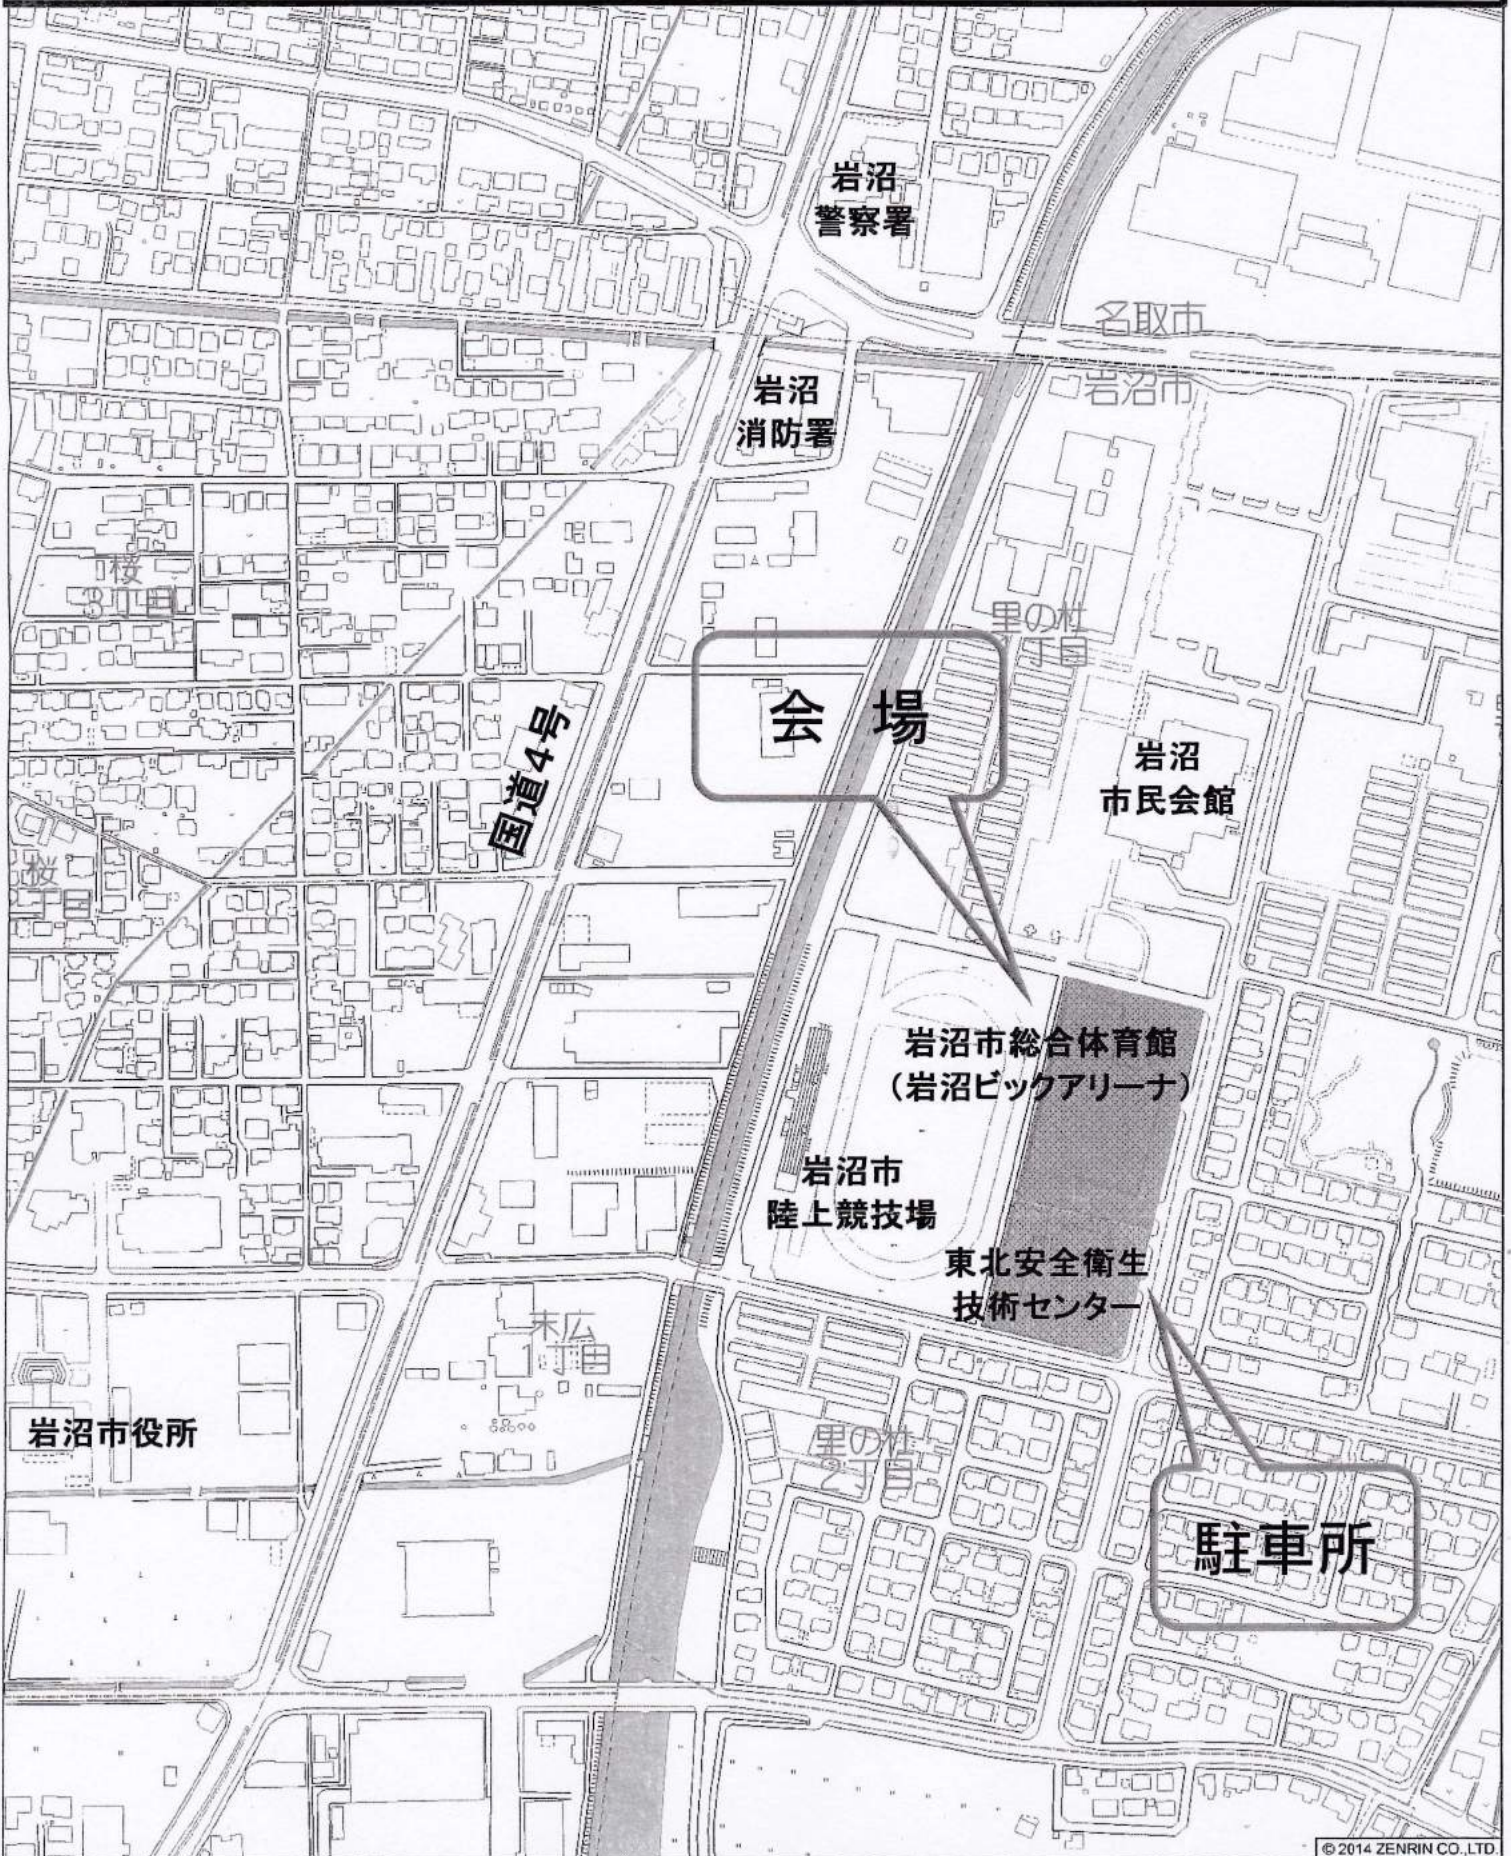 岩沼
警察署
名取市
岩沼市
岩沼
消防署
桜
3丁目
里の杜
1丁目
会 場
岩沼
市民会館
国道4号
桜
岩沼市総合体育館
（岩沼ビックアリーナ）
岩沼市
陸上競技場
東北安全衛生
技術センター
末広
1丁目
岩沼市役所
里の杜
2丁目
駐車所
© 2014 ZENRIN CO.,LTD.